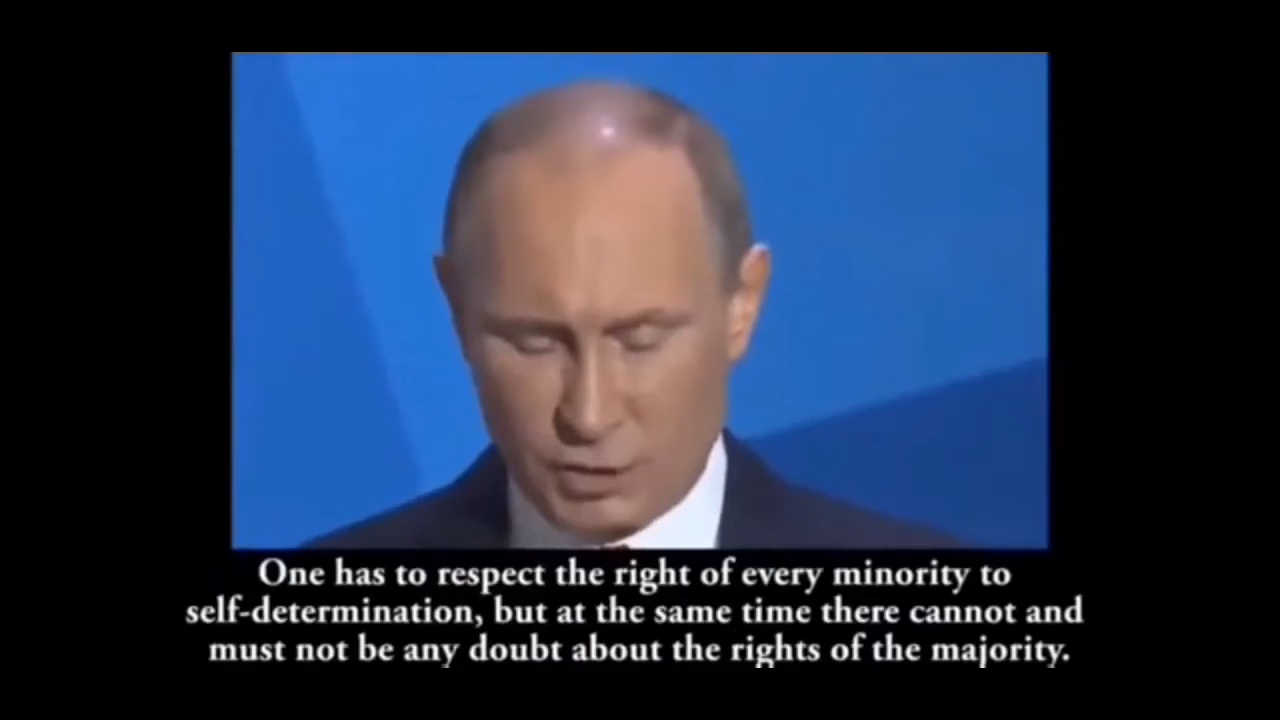 One has to respect the right of every minority to
self-determination, but at the same time there cannot and
must not be any doubt about the rights of the majority.